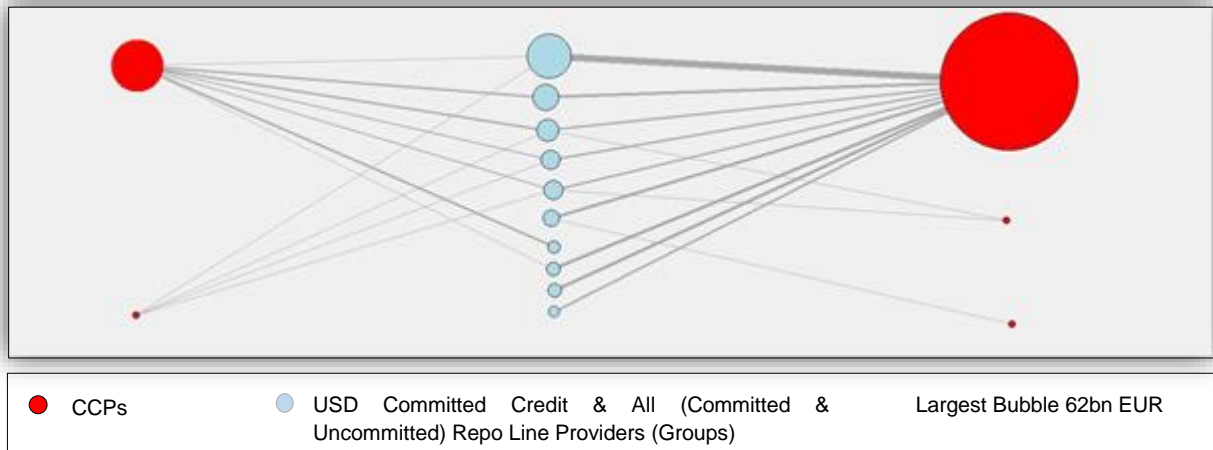 CCPs
USD Committed Credit & All (Committed &
Uncommitted) Repo Line Providers (Groups)
Largest Bubble 62bn EUR